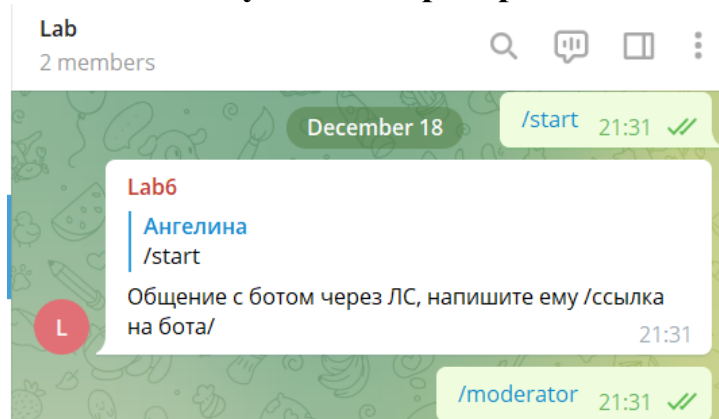 Lab
2 members
December 18
/start 21:31
Lab6
Ангелина
/start
Общение с ботом через ЛС, напишите ему /ссылка
на бота/
21:31
L
/moderator 21:31